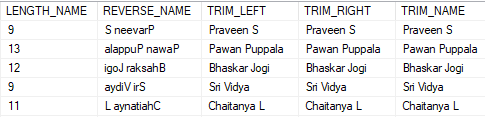 LENGTH_NAME REVERSE_NAME TRIM_LEFT TRIM_RIGHT TRIM_NAME
9 S neevarP Praveen S Praveen S Praveen S
13 alappuP nawaP Pawan Puppala Pawan Puppala Pawan Puppala
12 igoJ raksahB Bhaskar Jogi Bhaskar Jogi Bhaskar Jogi
9 aydiV irS Sri Vidya Sri Vidya Sri Vidya
11 L aynatiahC Chaitanya L Chaitanya L Chaitanya L